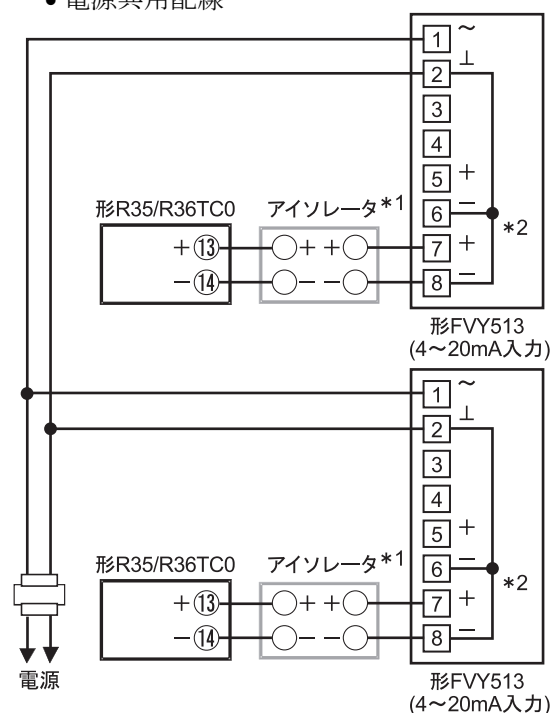 • 電源共用配線
1 ~
2 ⊥
3
4
5 +
6 −
*2
形R35/R36TC0 アイソレータ*1
+⑬ + + 7 +
−⑭ − − 8 −
形FVY513
(4～20mA入力)
1 ~
2 ⊥
3
4
5 +
6 −
*2
形R35/R36TC0 アイソレータ*1
+⑬ + + 7 +
−⑭ − − 8 −
電源
形FVY513
(4～20mA入力)